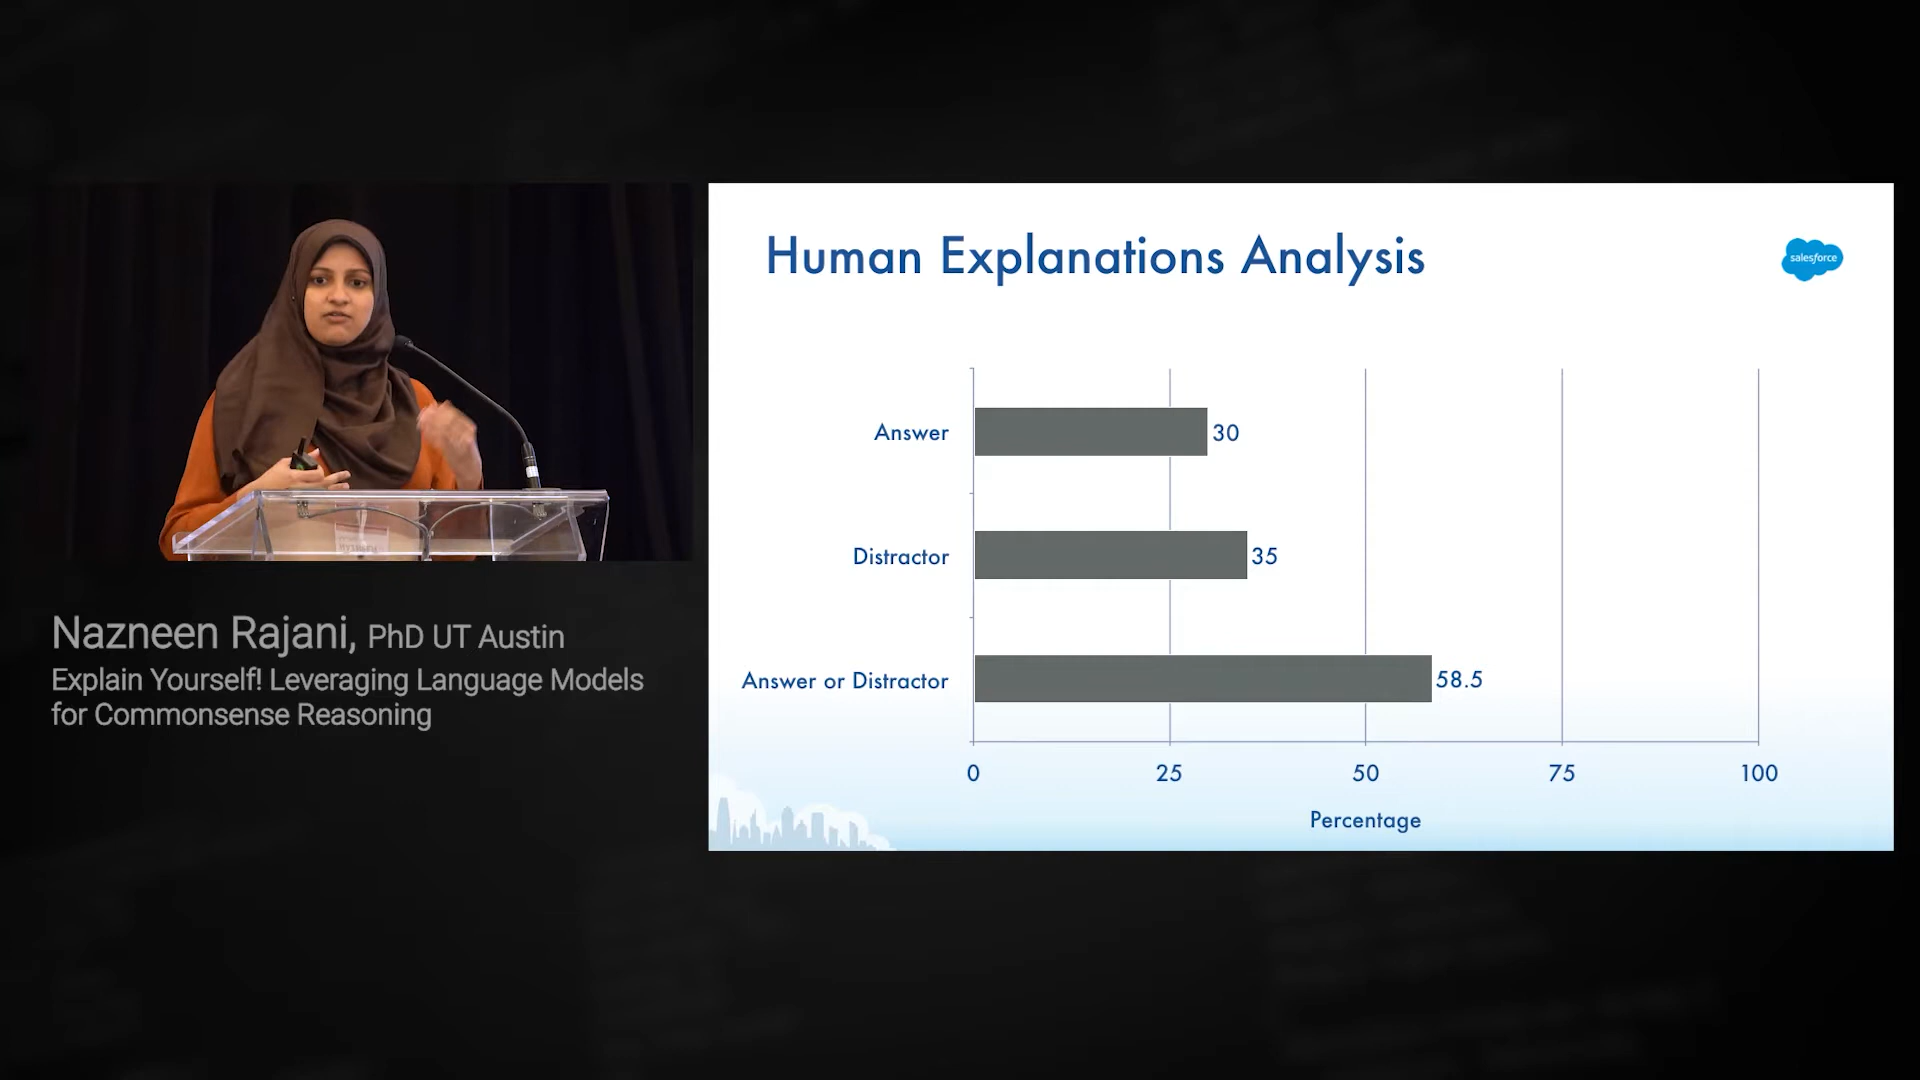 Human Explanations Analysis
salesforce
Answer
30
Distractor
35
Answer or Distractor
58.5
0 25 50 75 100
Percentage
Nazneen Rajani, PhD UT Austin
Explain Yourself! Leveraging Language Models
for Commonsense Reasoning